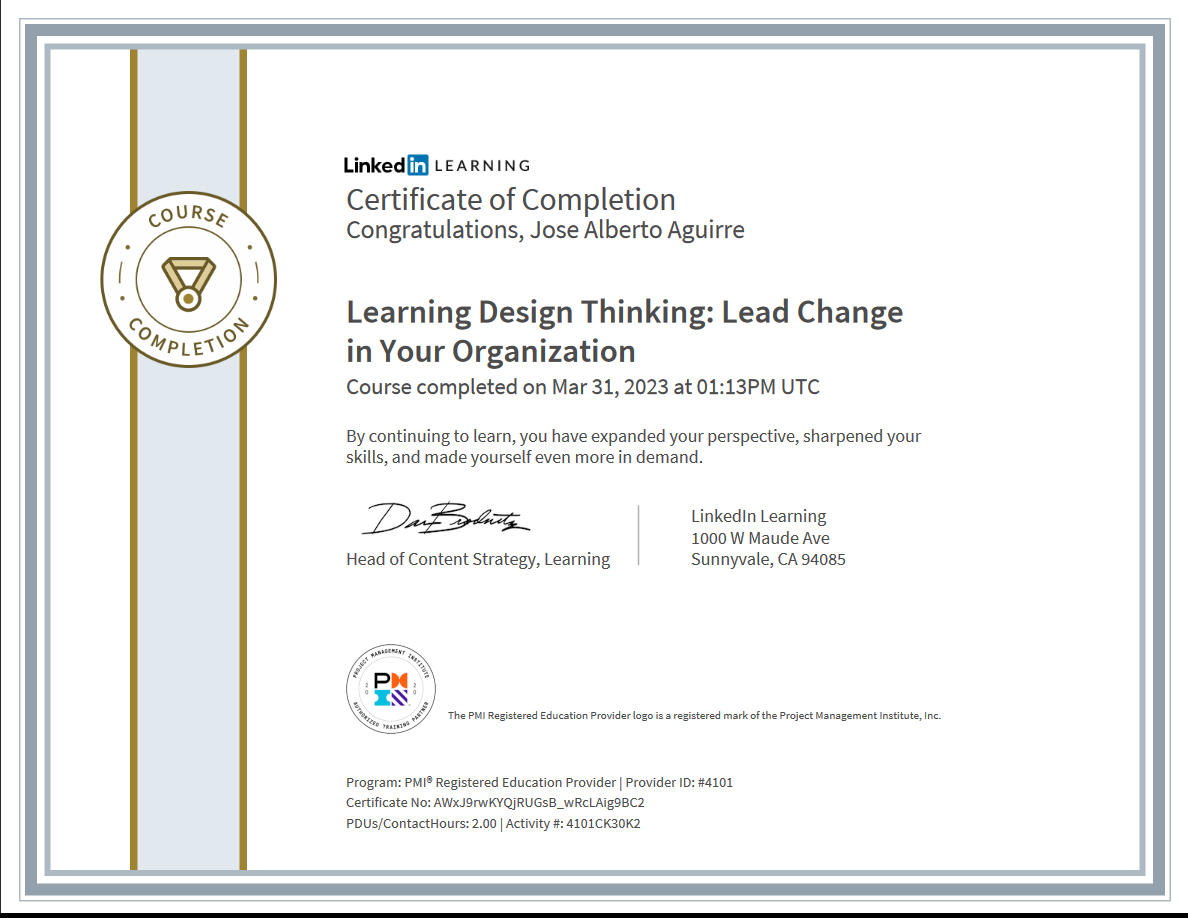 LinkedIn LEARNING
Certificate of Completion
Congratulations, Jose Alberto Aguirre
COURSE
COMPLETION
Learning Design Thinking: Lead Change
in Your Organization
Course completed on Mar 31, 2023 at 01:13PM UTC
By continuing to learn, you have expanded your perspective, sharpened your
skills, and made yourself even more in demand.
Head of Content Strategy, Learning
LinkedIn Learning
1000 W Maude Ave
Sunnyvale, CA 94085
PROJECT MANAGEMENT INSTITUTE
20 20
AUTHORIZED TRAINING PARTNER
The PMI Registered Education Provider logo is a registered mark of the Project Management Institute, Inc.
Program: PMI® Registered Education Provider | Provider ID: #4101
Certificate No: AWxJ9rwKYQjRUGsB_wRcLAig9BC2
PDUs/ContactHours: 2.00 | Activity #: 4101CK30K2